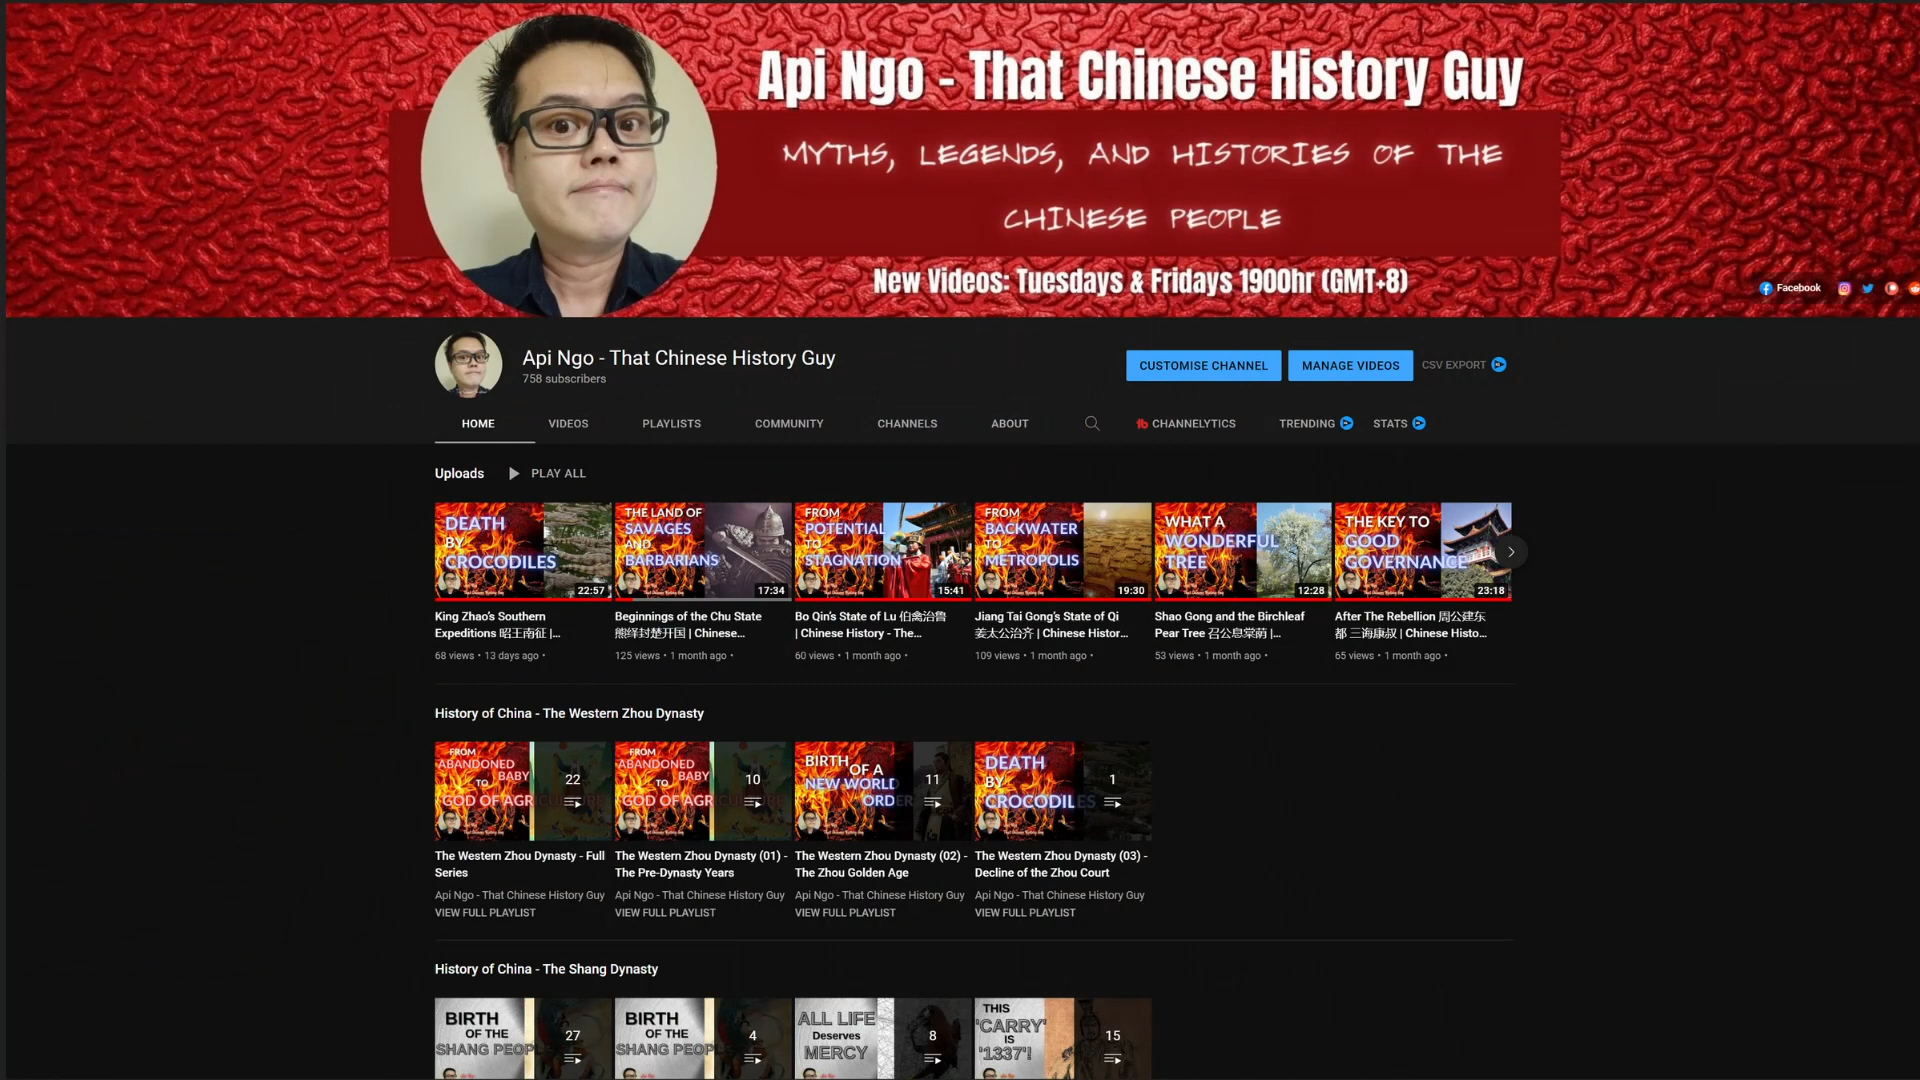 Api Ngo - That Chinese History Guy
MYTHS, LEGENDS, AND HISTORIES OF THE
CHINESE PEOPLE
New Videos: Tuesdays & Fridays 1900hr (GMT+8)
Facebook
Api Ngo - That Chinese History Guy
758 subscribers
CUSTOMISE CHANNEL
MANAGE VIDEOS
CSV EXPORT
HOME
VIDEOS
PLAYLISTS
COMMUNITY
CHANNELS
ABOUT
CHANNELYTICS
TRENDING
STATS
Uploads
PLAY ALL
DEATH
BY
CROCODILES
22:57
King Zhao's Southern
Expeditions 昭王南征 |...
68 views • 13 days ago •
THE LAND OF
SAVAGES
AND
BARBARIANS
17:34
Beginnings of the Chu State
熊绎封楚开国 | Chinese...
125 views • 1 month ago •
FROM
POTENTIAL
TO
STAGNATION
15:41
Bo Qin's State of Lu 伯禽治鲁
| Chinese History - The...
60 views • 1 month ago •
FROM
BACKWATER
TO
METROPOLIS
19:30
Jiang Tai Gong's State of Qi
姜太公治齐 | Chinese Histor...
109 views • 1 month ago •
WHAT A
WONDERFUL
TREE
12:28
Shao Gong and the Birchleaf
Pear Tree 召公息棠荫 |...
53 views • 1 month ago •
THE KEY TO
GOOD
GOVERNANCE
23:18
After The Rebellion 周公建东
都 三海康叔 | Chinese Histo...
65 views • 1 month ago •
History of China - The Western Zhou Dynasty
FROM
ABANDONED
BABY
TO
GOD OF AGRICULTURE
22
The Western Zhou Dynasty - Full
Series
Api Ngo - That Chinese History Guy
VIEW FULL PLAYLIST
FROM
ABANDONED
BABY
TO
GOD OF AGRICULTURE
10
The Western Zhou Dynasty (01) -
The Pre-Dynasty Years
Api Ngo - That Chinese History Guy
VIEW FULL PLAYLIST
BIRTH
OF A
NEW WORLD
ORDER
11
The Western Zhou Dynasty (02) -
The Zhou Golden Age
Api Ngo - That Chinese History Guy
VIEW FULL PLAYLIST
DEATH
BY
CROCODILES
1
The Western Zhou Dynasty (03) -
Decline of the Zhou Court
Api Ngo - That Chinese History Guy
VIEW FULL PLAYLIST
History of China - The Shang Dynasty
BIRTH
OF THE
SHANG PEOPL
27
BIRTH
OF THE
SHANG PEOPL
4
ALL LIFE
Deserves
MERCY
8
THIS
'CARRY'
IS
'1337'!
15